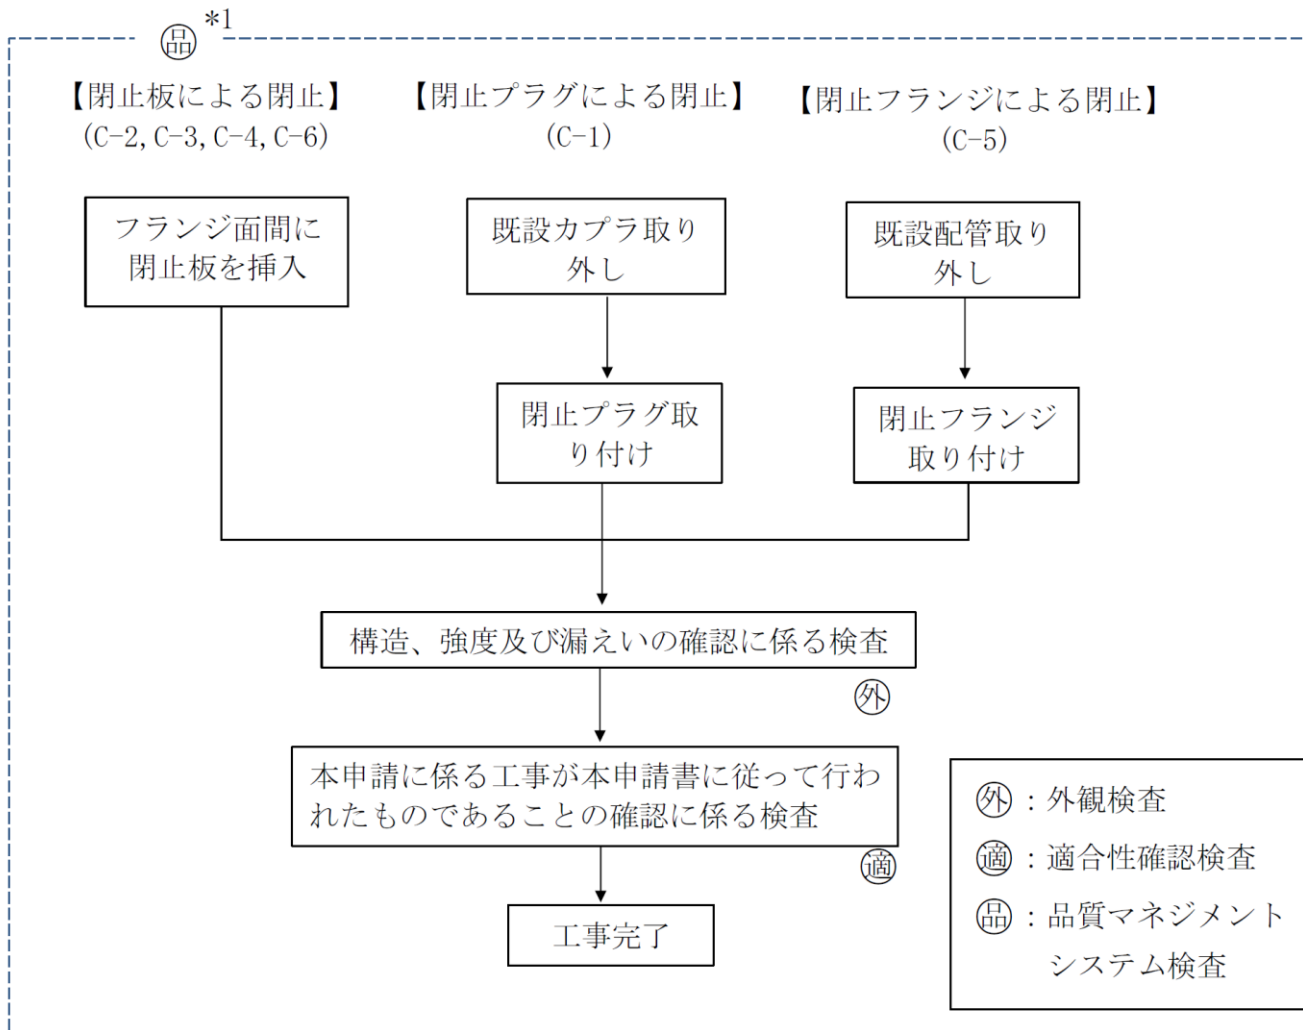 品 *1
【閉止板による閉止】
(C-2, C-3, C-4, C-6)
【閉止プラグによる閉止】
(C-1)
【閉止フランジによる閉止】
(C-5)
フランジ面間に
閉止板を挿入
既設カプラ取り
外し
既設配管取り
外し
閉止プラグ取
り付け
閉止フランジ
取り付け
構造、強度及び漏えいの確認に係る検査
外
本申請に係る工事が本申請書に従って行わ
れたものであることの確認に係る検査
適
工事完了
外：外観検査
適：適合性確認検査
品：品質マネジメント
システム検査